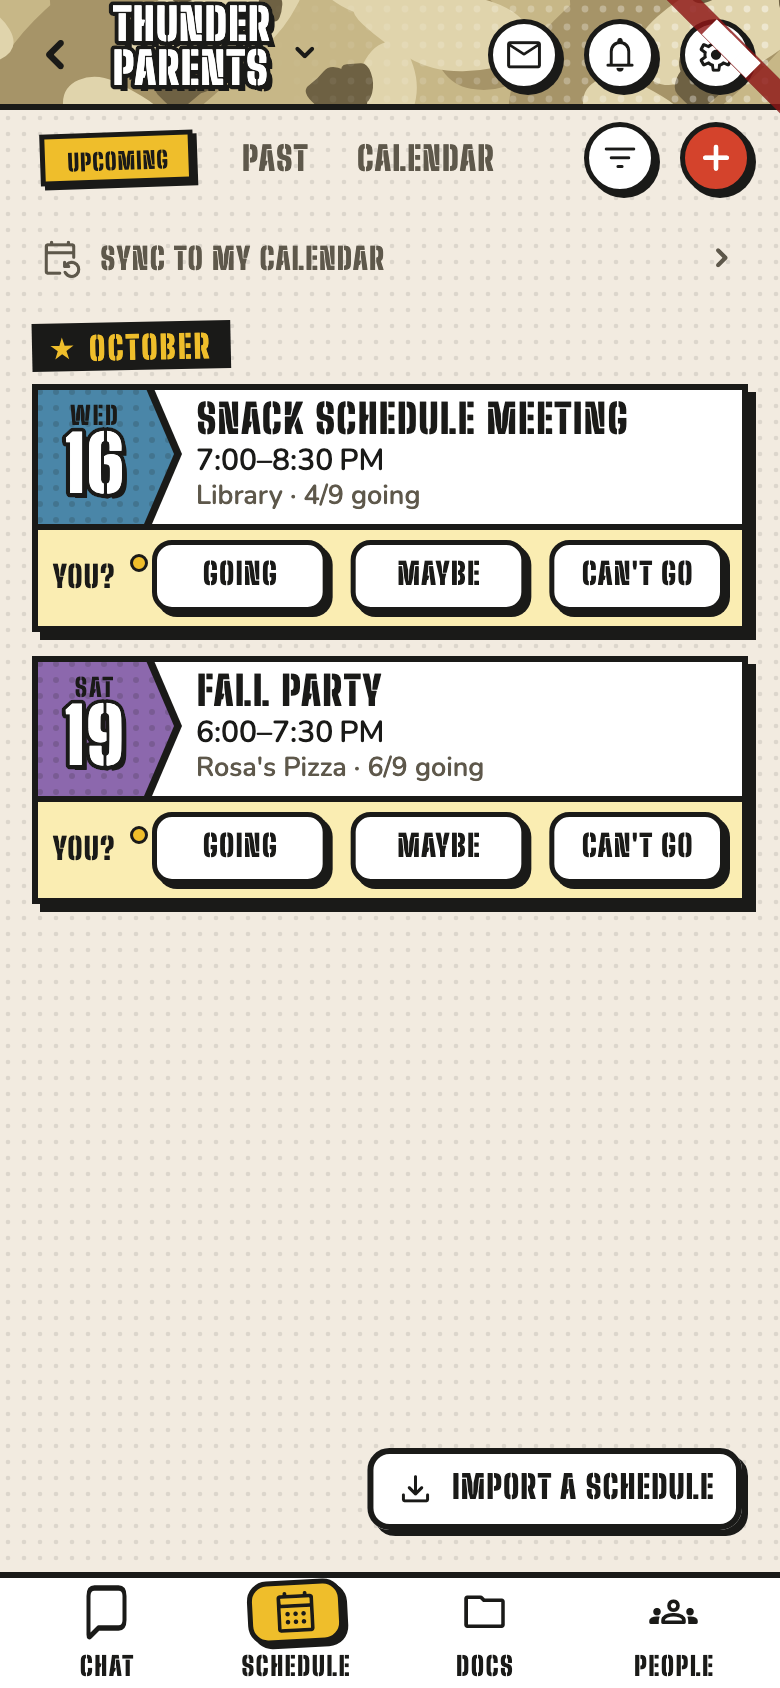 THUNDER
PARENTS
UPCOMING
PAST
CALENDAR
SYNC TO MY CALENDAR
★ OCTOBER
WED
16
SNACK SCHEDULE MEETING
7:00–8:30 PM
Library · 4/9 going
YOU?
GOING
MAYBE
CAN'T GO
SAT
19
FALL PARTY
6:00–7:30 PM
Rosa's Pizza · 6/9 going
YOU?
GOING
MAYBE
CAN'T GO
IMPORT A SCHEDULE
CHAT
SCHEDULE
DOCS
PEOPLE